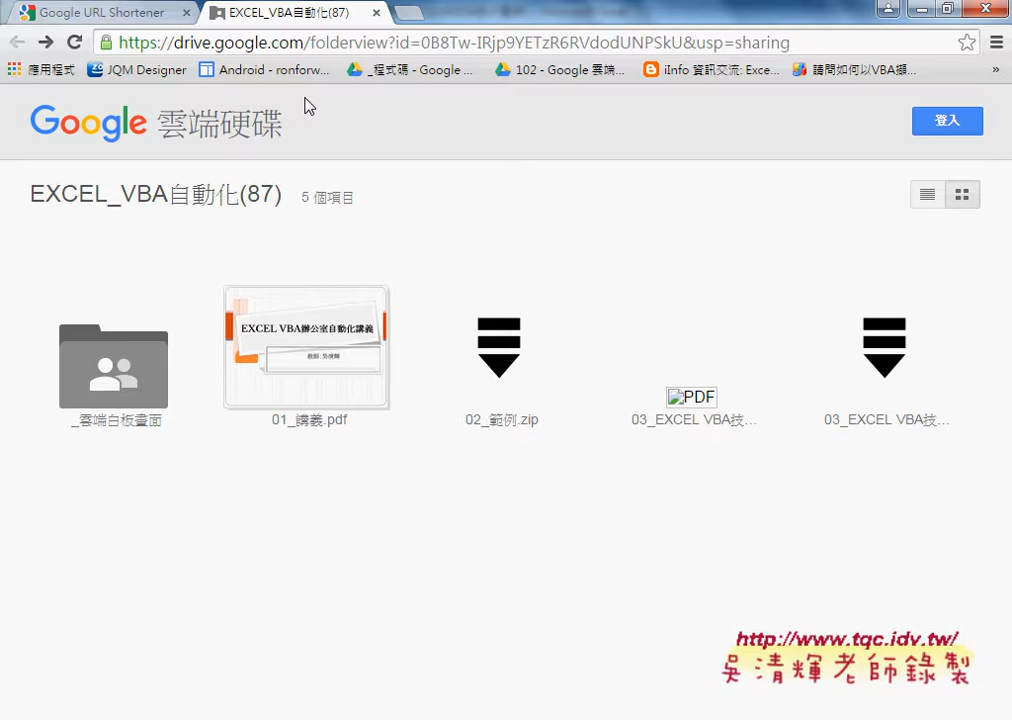 Google URL Shortener
EXCEL_VBA自動化(87)
https://drive.google.com/folderview?id=0B8Tw-IRjp9YETzR6RVdodUNPSkU&usp=sharing
應用程式
JQM Designer
Android - ronforw...
_程式碼 - Google ...
102 - Google 雲端...
iInfo 資訊交流: Exce...
請問如何以VBA擷...
»
Google 雲端硬碟
登入
EXCEL_VBA自動化(87)
5 個項目
EXCEL VBA辦公室自動化講義
PDF
_雲端白板畫面
01_講義.pdf
02_範例.zip
03_EXCEL VBA技...
03_EXCEL VBA技...
http://www.tqc.idv.tw/
吳清輝老師錄製